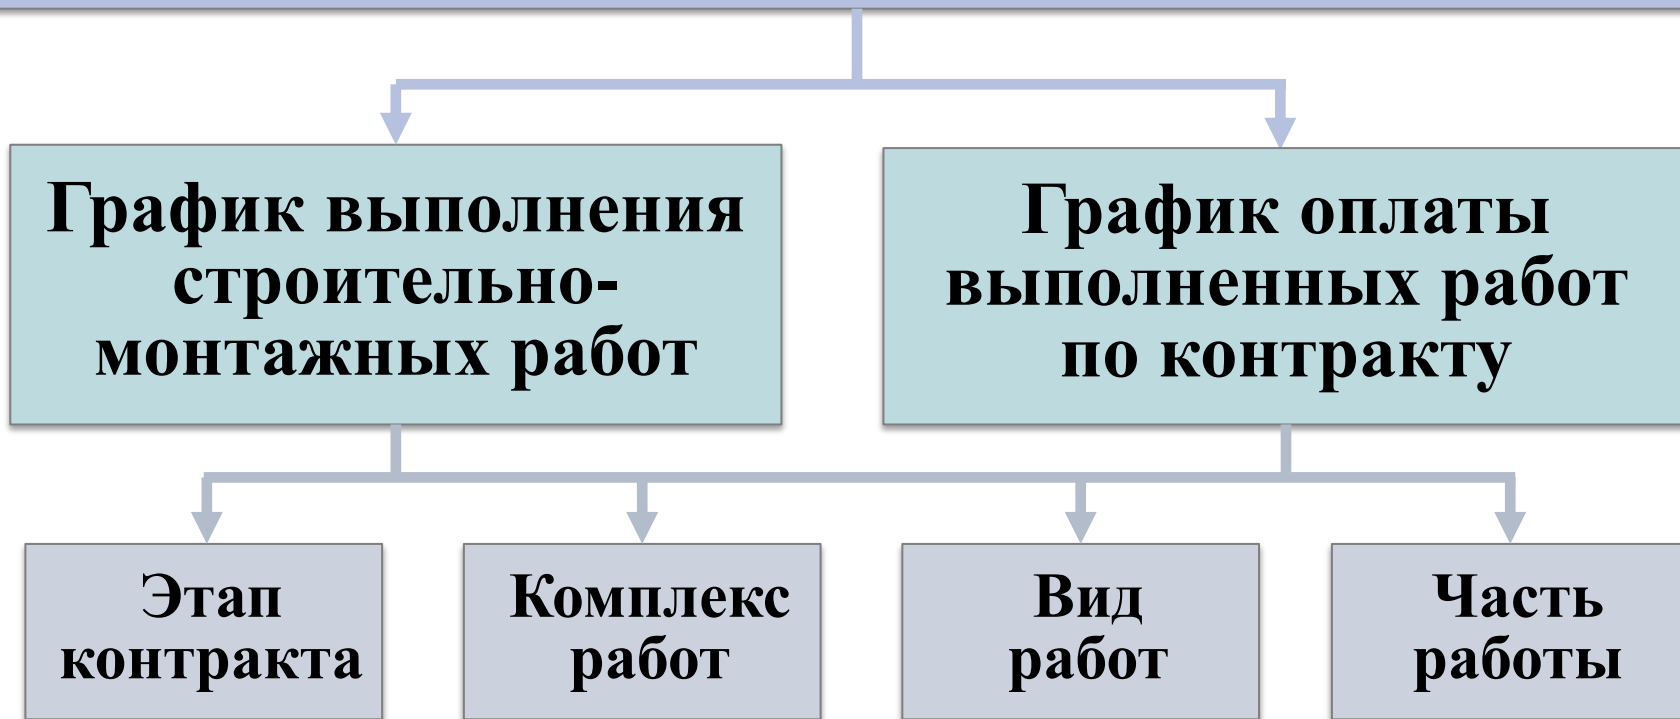 График выполнения
строительно-
монтажных работ
График оплаты
выполненных работ
по контракту
Этап
контракта
Комплекс
работ
Вид
работ
Часть
работы